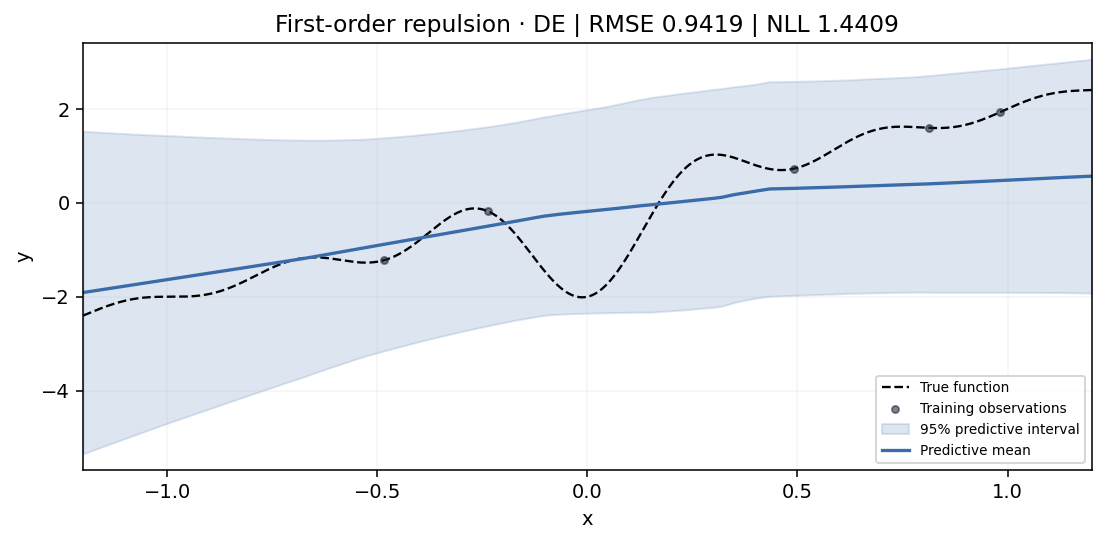 First-order repulsion · DE | RMSE 0.9419 | NLL 1.4409
y
2
0
−2
−4
−1.0
−0.5
0.0
0.5
1.0
x
True function
Training observations
95% predictive interval
Predictive mean